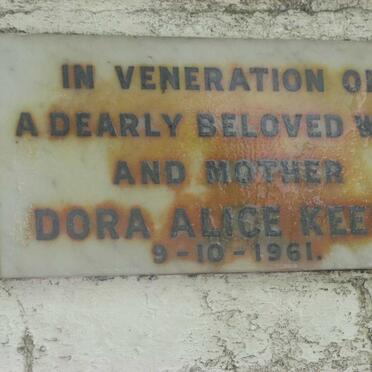 IN VENERATION O
A DEARLY BELOVED W
AND MOTHER
DORA ALICE KEE
9-10-1961.